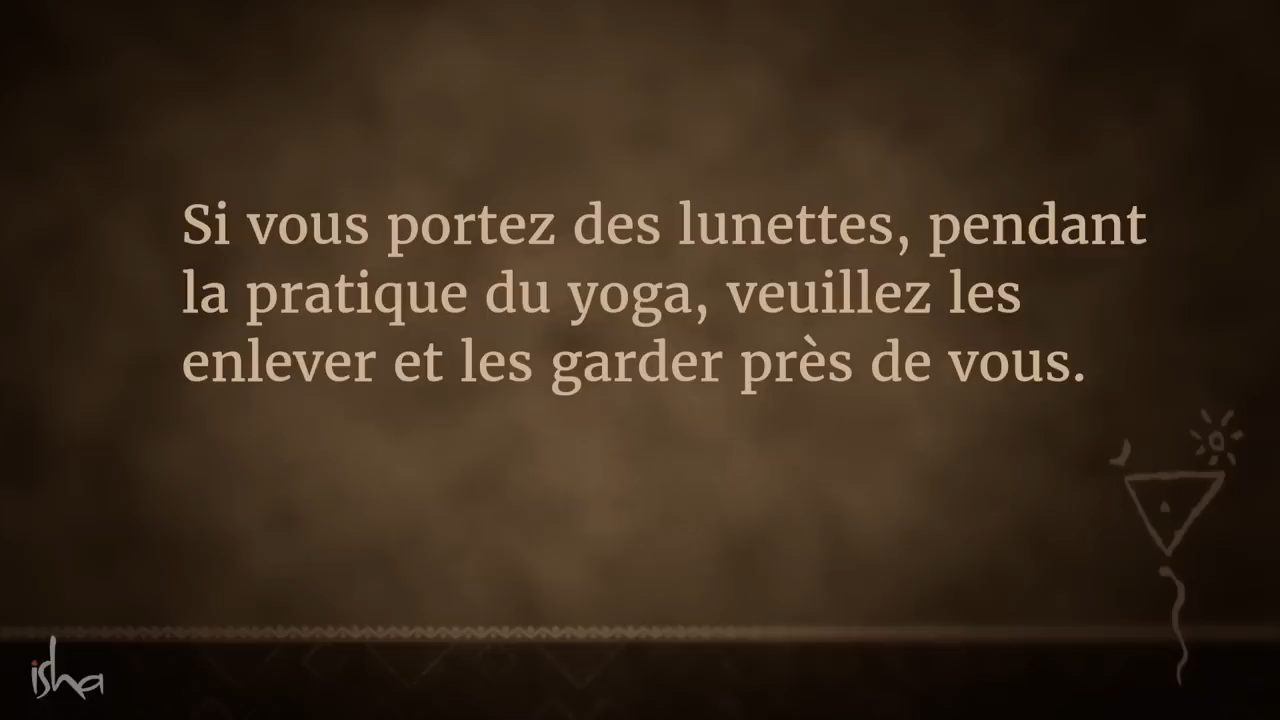 Si vous portez des lunettes, pendant
la pratique du yoga, veuillez les
enlever et les garder près de vous.
isha